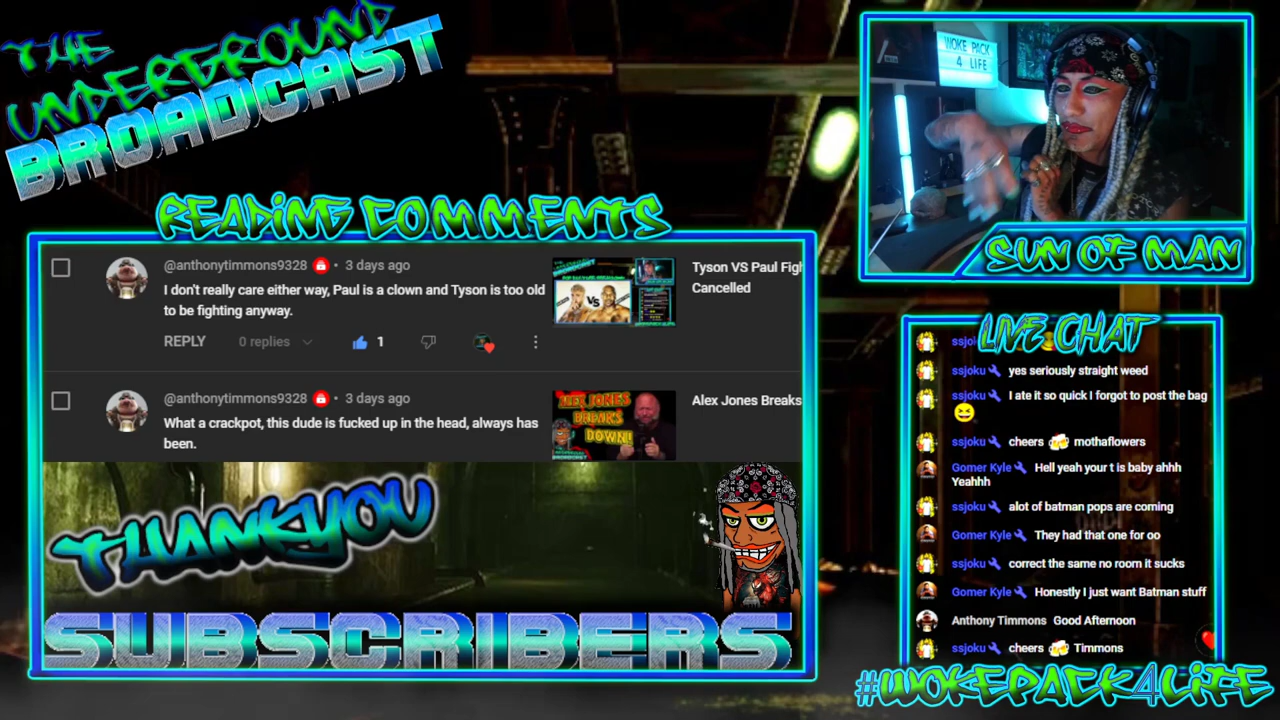 THE
UNDERGROUND
BROADCAST
WOKE PACK
4 LIFE
SUN OF MAN
READING COMMENTS
@anthonytimmons9328 • 3 days ago
I don't really care either way, Paul is a clown and Tyson is too old
to be fighting anyway.
REPLY 0 replies 1
VS
Tyson VS Paul Figh
Cancelled
@anthonytimmons9328 • 3 days ago
What a crackpot, this dude is fucked up in the head, always has
been.
ALEX JONES
BREAKS
DOWN!
Alex Jones Breaks
THANKYOU
SUBSCRIBERS
LIVE CHAT
ssjoku
ssjoku yes seriously straight weed
ssjoku I ate it so quick I forgot to post the bag
😆
ssjoku cheers 🍻 mothaflowers
Gomer Kyle Hell yeah your t is baby ahhh
Yeahhh
ssjoku alot of batman pops are coming
Gomer Kyle They had that one for oo
ssjoku correct the same no room it sucks
Gomer Kyle Honestly I just want Batman stuff
Anthony Timmons Good Afternoon
ssjoku cheers 🍻 Timmons
#WOKEPACK4LIFE